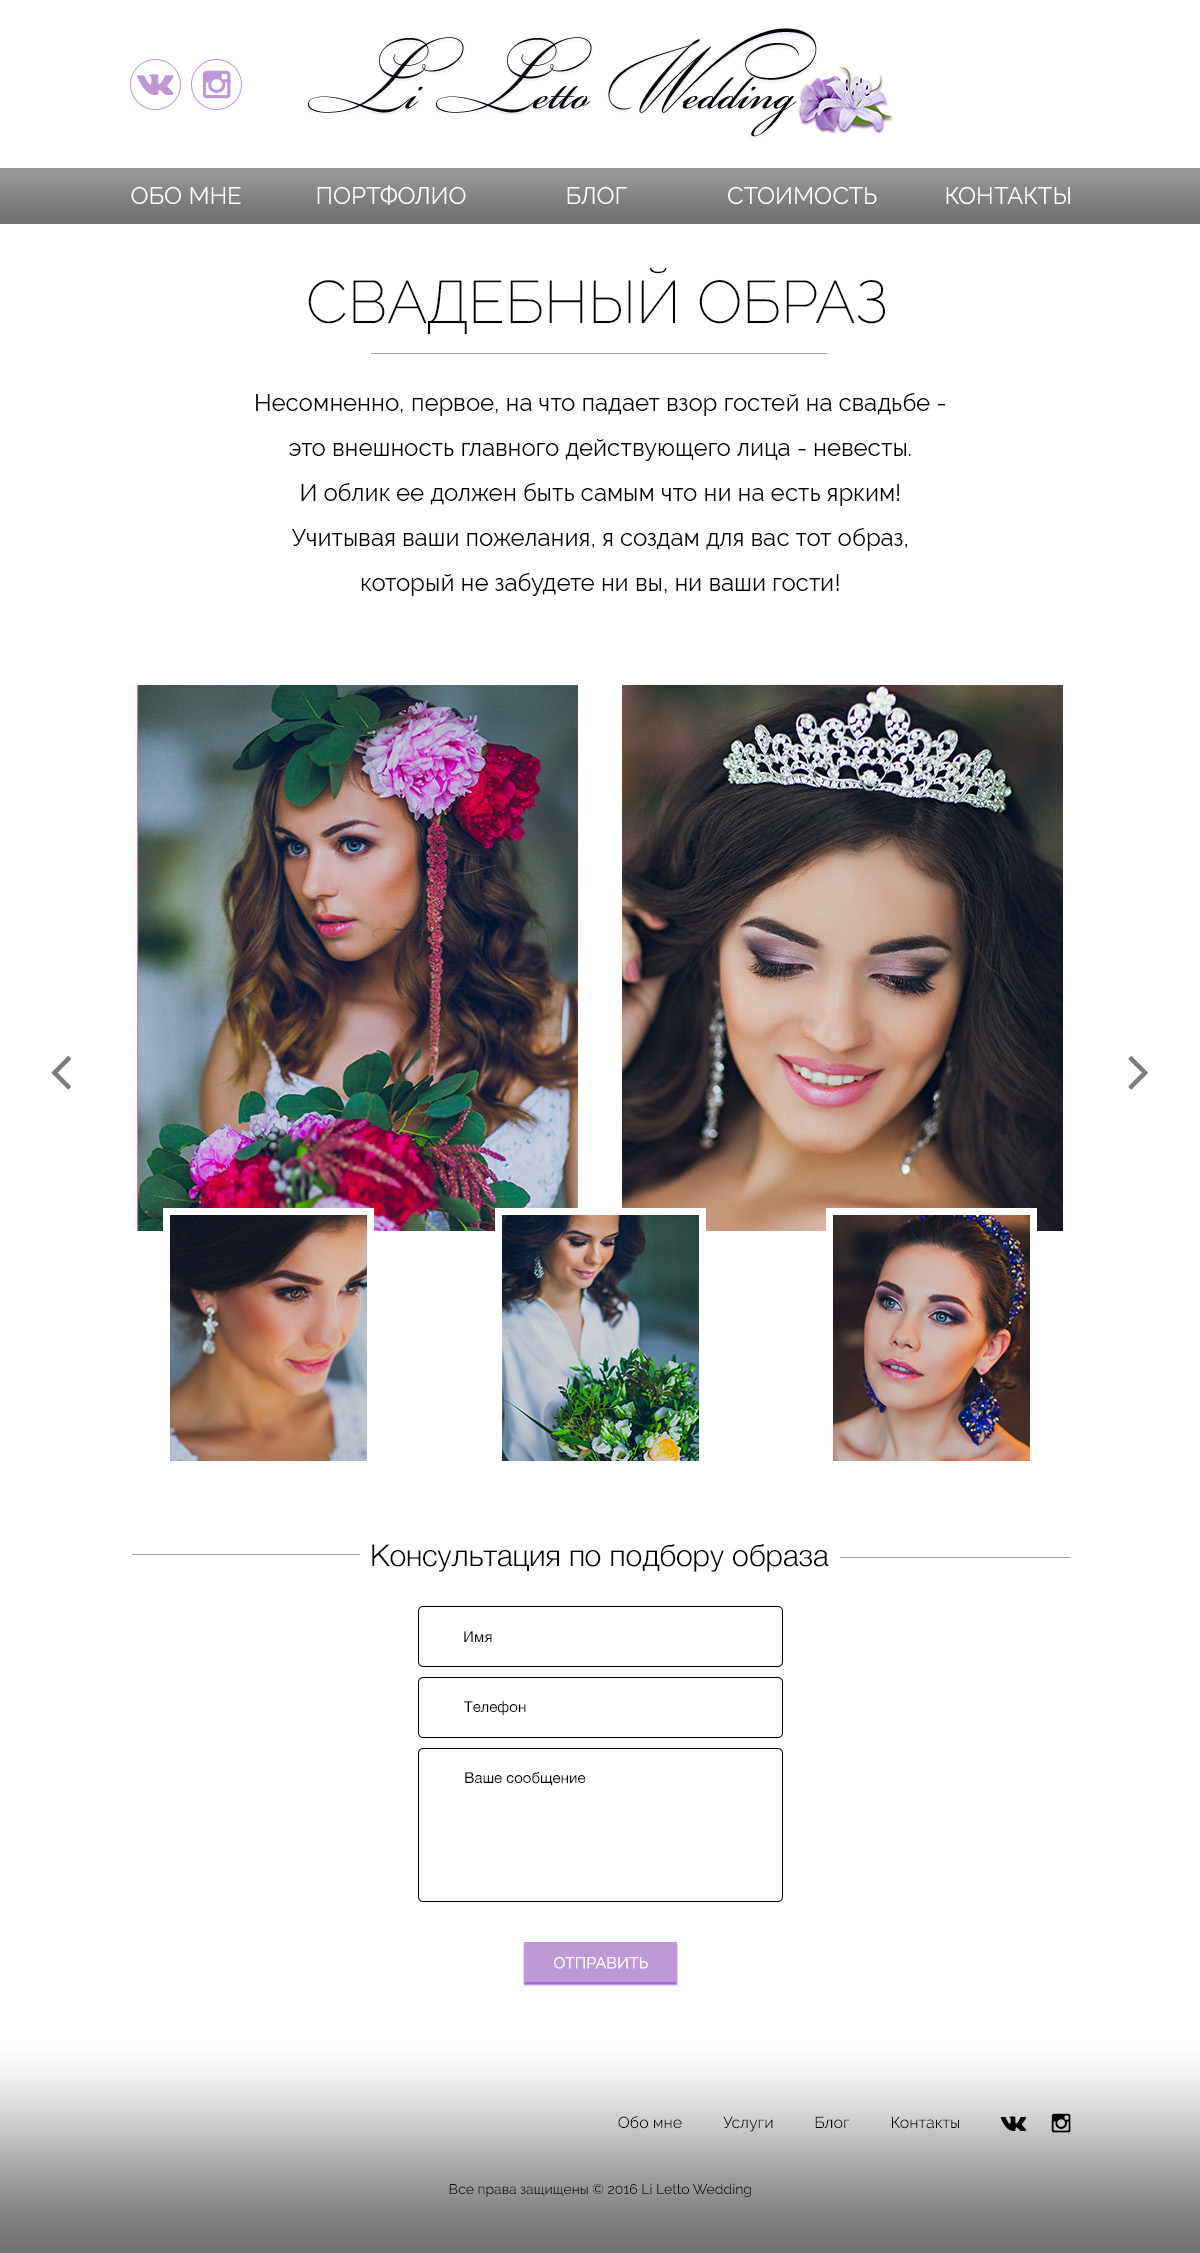 Li Letto Wedding
ОБО МНЕ ПОРТФОЛИО БЛОГ СТОИМОСТЬ КОНТАКТЫ
СВАДЕБНЫЙ ОБРАЗ
Несомненно, первое, на что падает взор гостей на свадьбе -
это внешность главного действующего лица - невесты.
И облик ее должен быть самым что ни на есть ярким!
Учитывая ваши пожелания, я создам для вас тот образ,
который не забудете ни вы, ни ваши гости!
Консультация по подбору образа
Имя
Телефон
Ваше сообщение
ОТПРАВИТЬ
Обо мне Услуги Блог Контакты
Все права защищены © 2016 Li Letto Wedding